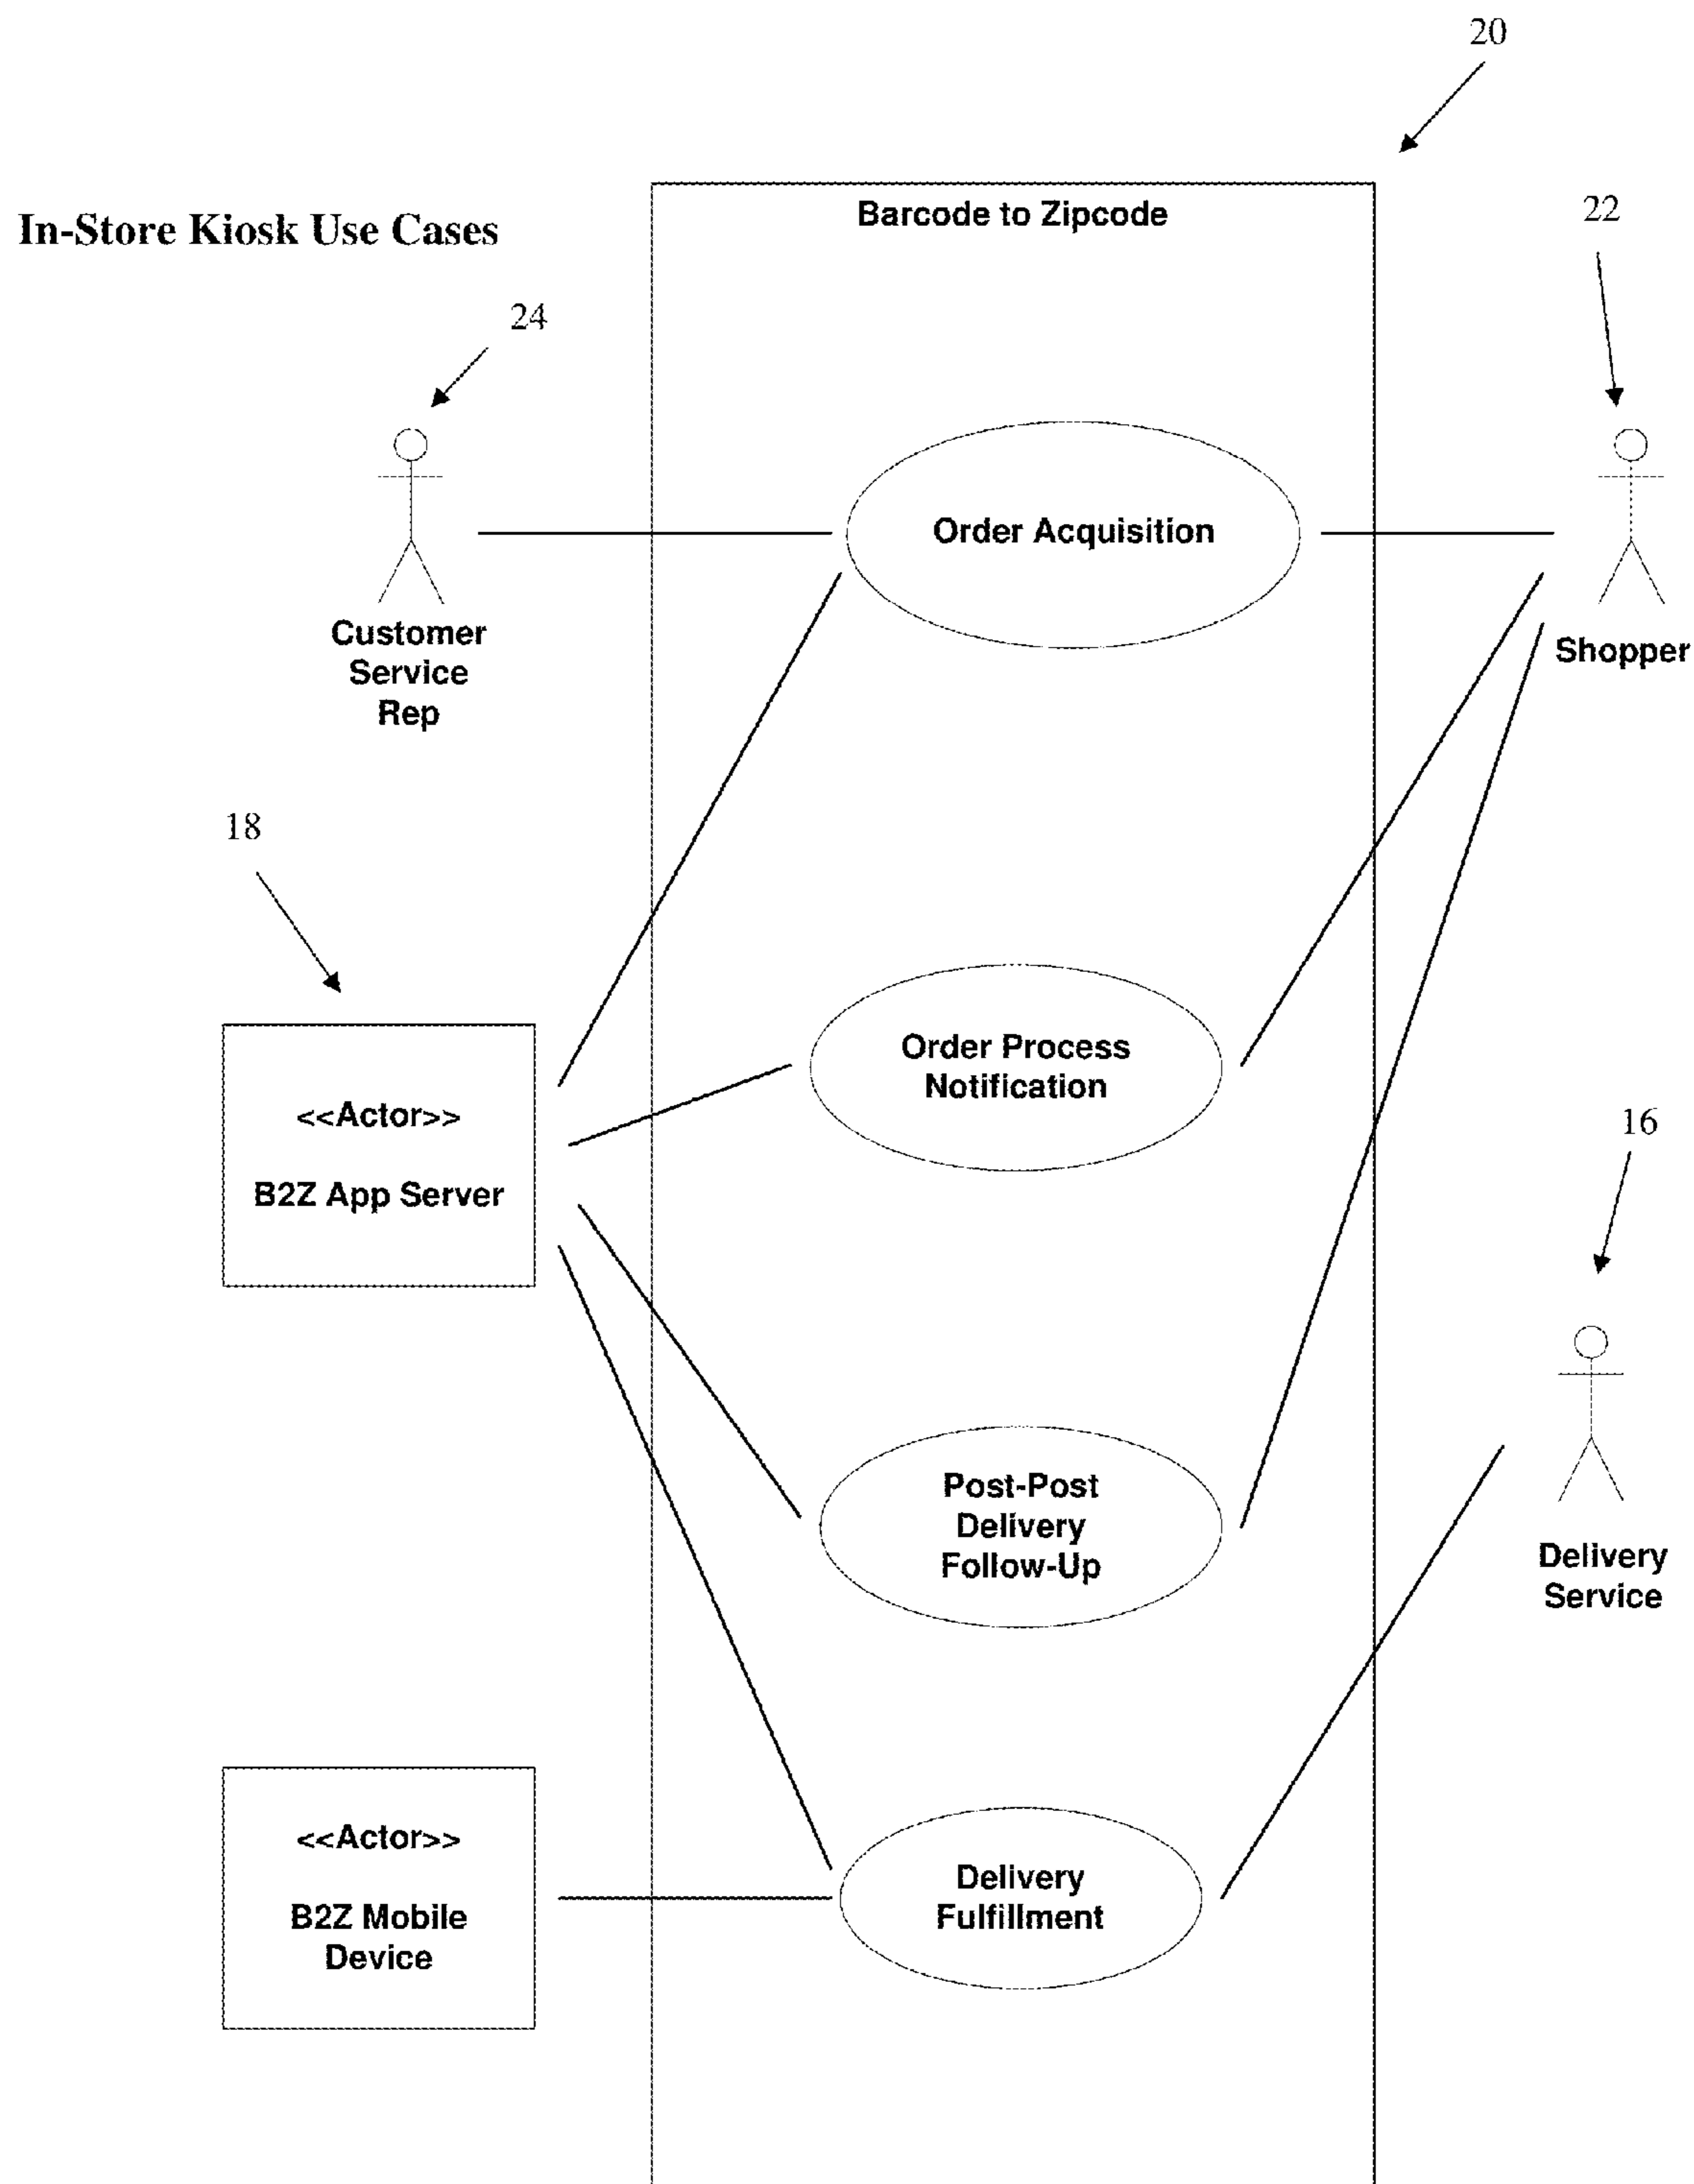 20
Barcode to Zipcode
22
In-Store Kiosk Use Cases
24
Order Acquisition
Customer
Service
Rep
Shopper
18
Order Process
Notification
<<Actor>>
B2Z App Server
16
Post-Post
Delivery
Follow-Up
Delivery
Service
<<Actor>>
B2Z Mobile
Device
Delivery
Fulfillment